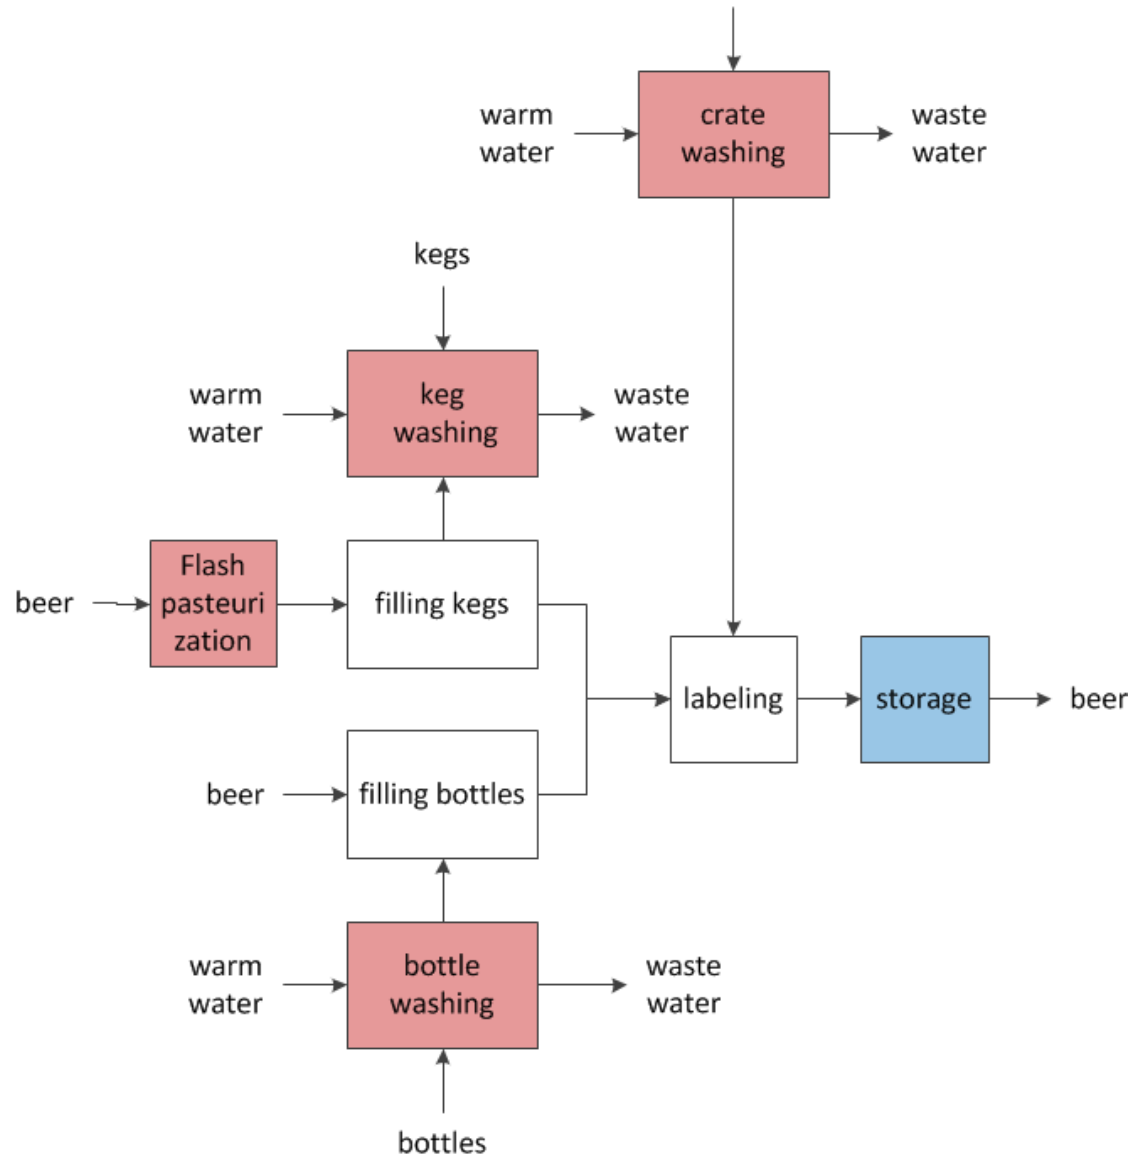 warm
water
crate
washing
waste
water
kegs
warm
water
keg
washing
waste
water
beer
Flash
pasteuri
zation
filling kegs
labeling
storage
beer
beer
filling bottles
warm
water
bottle
washing
waste
water
bottles